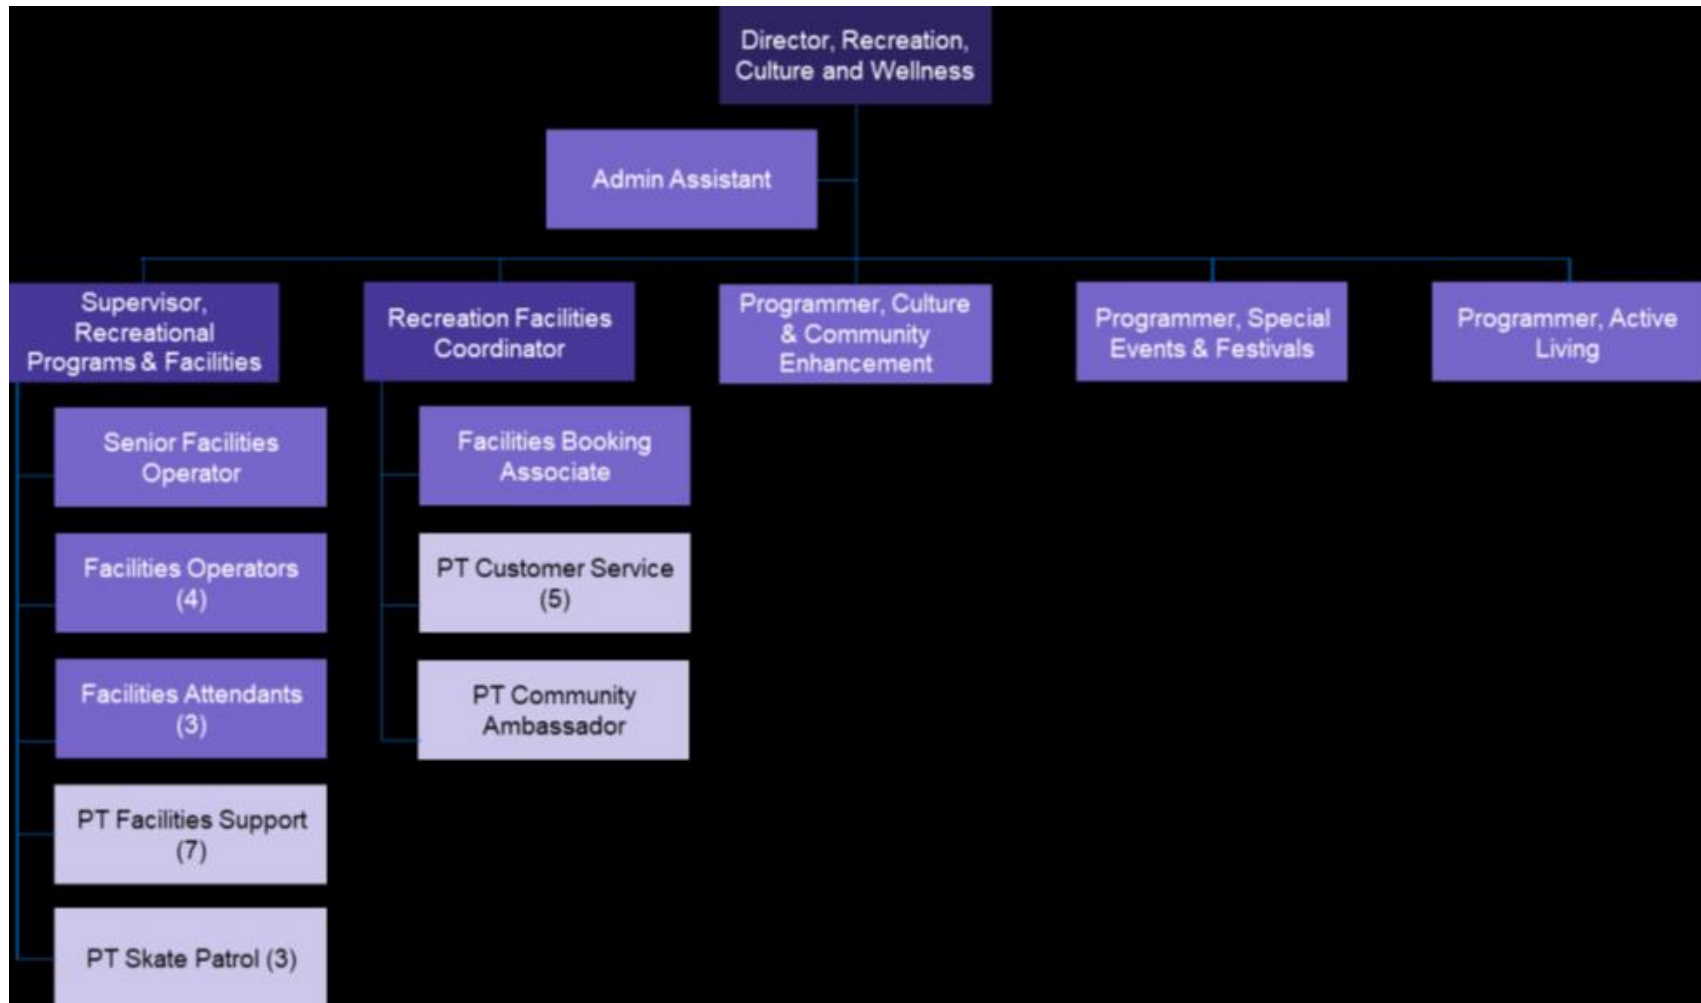 Director, Recreation,
Culture and Wellness
Admin Assistant
Supervisor,
Recreational
Programs & Facilities
Recreation Facilities
Coordinator
Programmer, Culture
& Community
Enhancement
Programmer, Special
Events & Festivals
Programmer, Active
Living
Senior Facilities
Operator
Facilities Operators
(4)
Facilities Attendants
(3)
PT Facilities Support
(7)
PT Skate Patrol (3)
Facilities Booking
Associate
PT Customer Service
(5)
PT Community
Ambassador